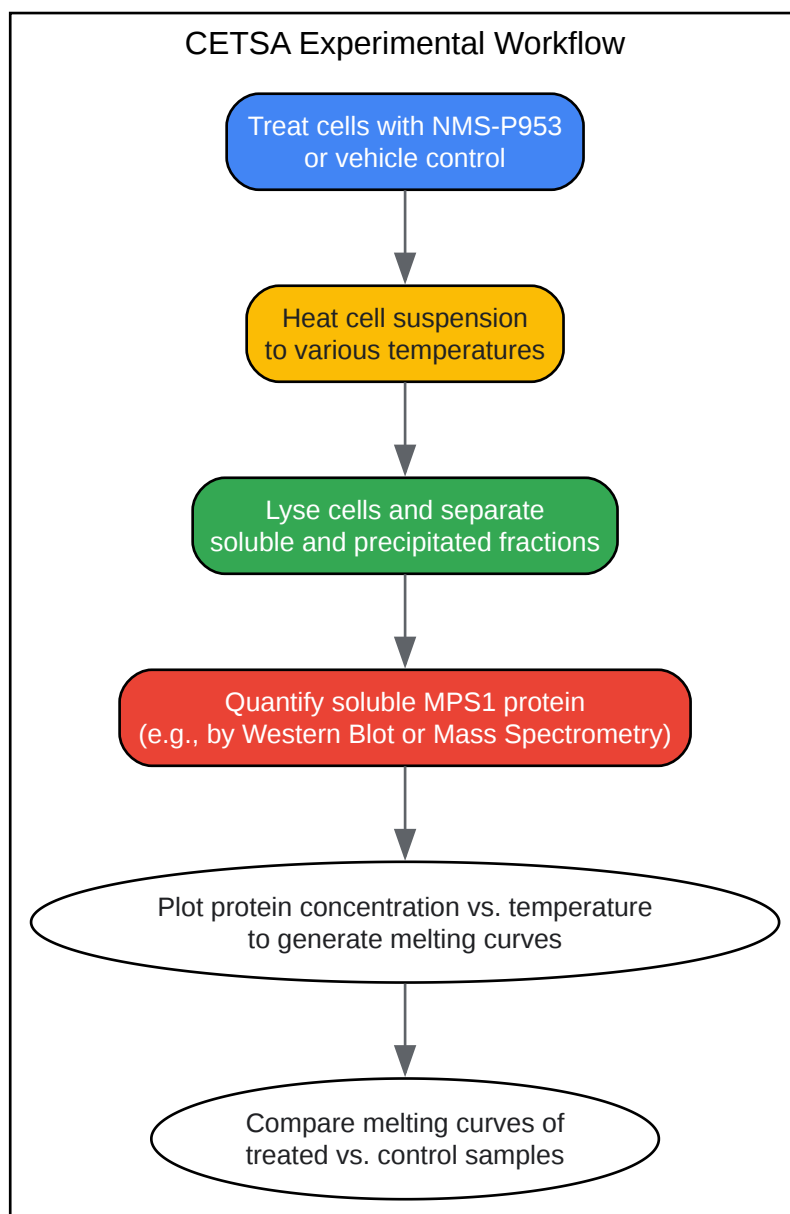 CETSA Experimental Workflow
Treat cells with NMS-P953
or vehicle control
Heat cell suspension
to various temperatures
Lyse cells and separate
soluble and precipitated fractions
Quantify soluble MPS1 protein
(e.g., by Western Blot or Mass Spectrometry)
Plot protein concentration vs. temperature
to generate melting curves
Compare melting curves of
treated vs. control samples